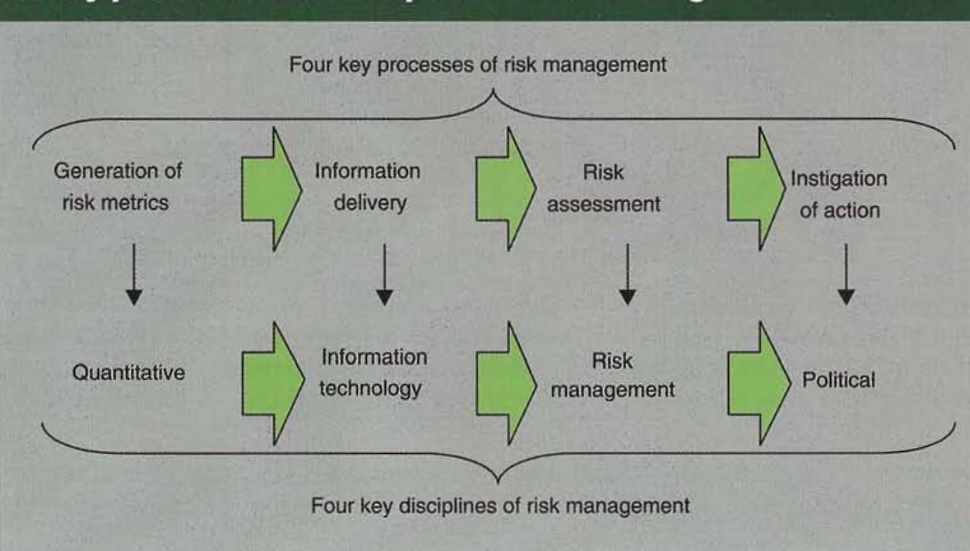 Four key processes of risk management
Generation of
risk metrics
Information
delivery
Risk
assessment
Instigation
of action
Quantitative
Information
technology
Risk
management
Political
Four key disciplines of risk management